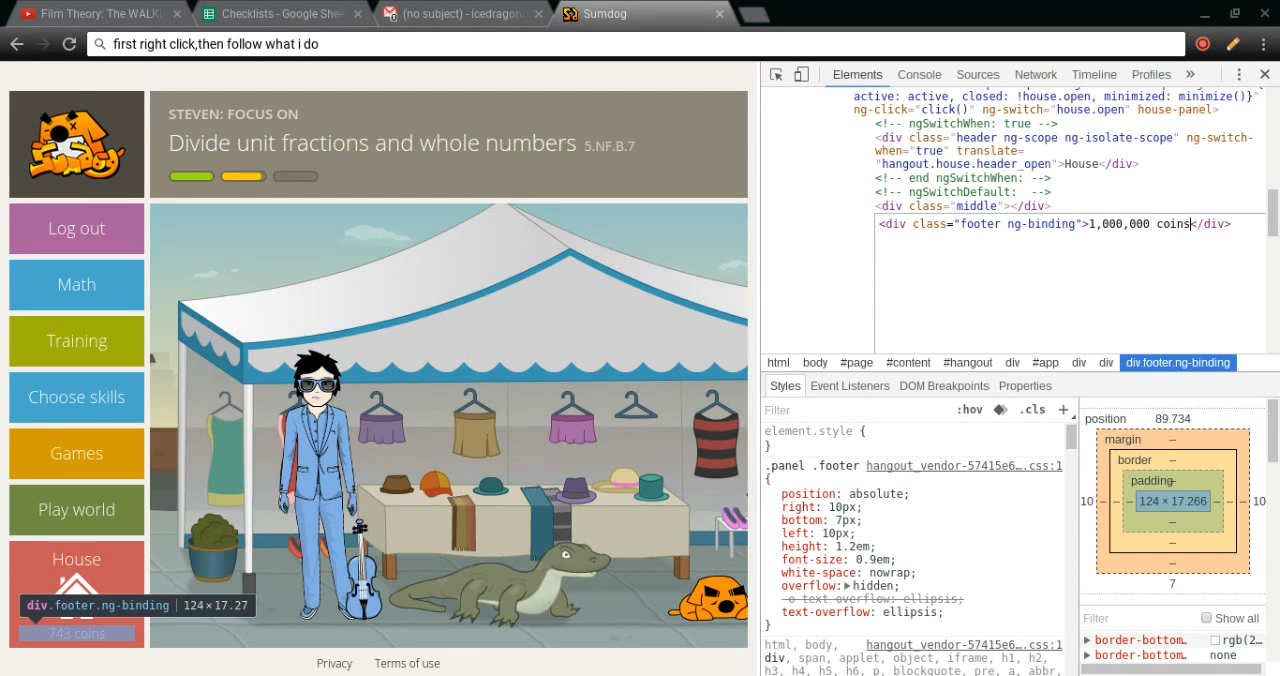 Film Theory: The WALKI
Checklists - Google Shee
(no subject) - icedragong
Sumdog
first right click,then follow what i do
Log out
Math
Training
Choose skills
Games
Play world
House
743 coins
div.footer.ng-binding | 124×17.27
STEVEN: FOCUS ON
Divide unit fractions and whole numbers 5.NF.B.7
Privacy Terms of use
Elements Console Sources Network Timeline Profiles »
active: active, closed: !house.open, minimized: minimize()}"
ng-click="click()" ng-switch="house.open" house-panel>
<!-- ngSwitchWhen: true -->
<div class="header ng-scope ng-isolate-scope" ng-switch-
when="true" translate=
"hangout.house.header_open">House</div>
<!-- end ngSwitchWhen: -->
<!-- ngSwitchDefault: -->
<div class="middle"></div>
<div class="footer ng-binding">1,000,000 coins</div>
html body #page #content #hangout div #app div div div.footer.ng-binding
Styles Event Listeners DOM Breakpoints Properties
Filter :hov .cls +
element.style {
}
.panel .footer hangout_vendor-57415e6….css:1
{
position: absolute;
right: 10px;
bottom: 7px;
left: 10px;
height: 1.2em;
font-size: 0.9em;
white-space: nowrap;
overflow: hidden;
-o-text-overflow: ellipsis;
text-overflow: ellipsis;
}
html, body, hangout_vendor-57415e6….css:1
div, span, applet, object, iframe, h1, h2,
h3, h4, h5, h6, p, blockquote, pre, a, abbr,
position 89.734
margin –
border –
padding –
10 – – – 124 × 17.266 – – – 10
–
–
–
7
Filter Show all
border-bottom… rgb(2…
border-bottom… none